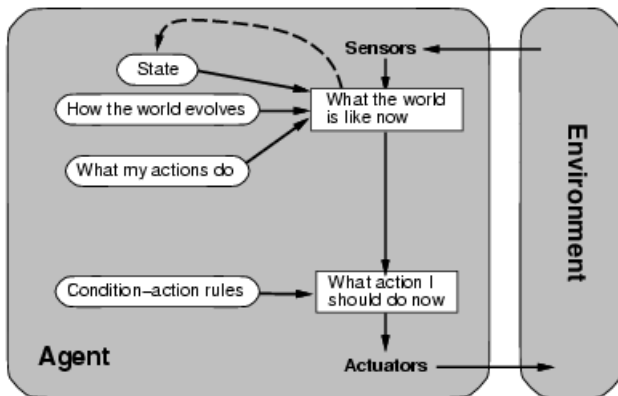 Sensors
State
How the world evolves
What the world
is like now
What my actions do
Environment
Condition–action rules
What action I
should do now
Agent
Actuators